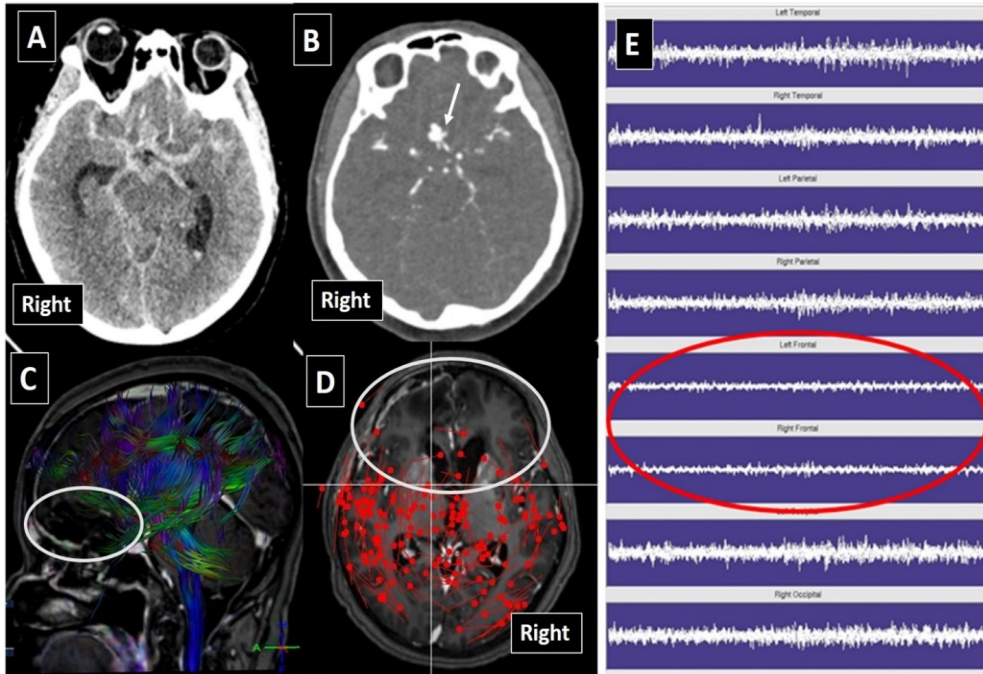 A
Right
B
Right
C
A
D
Right
E
Left Temporal
Right Temporal
Left Parietal
Right Parietal
Left Frontal
Right Frontal
Right Occipital